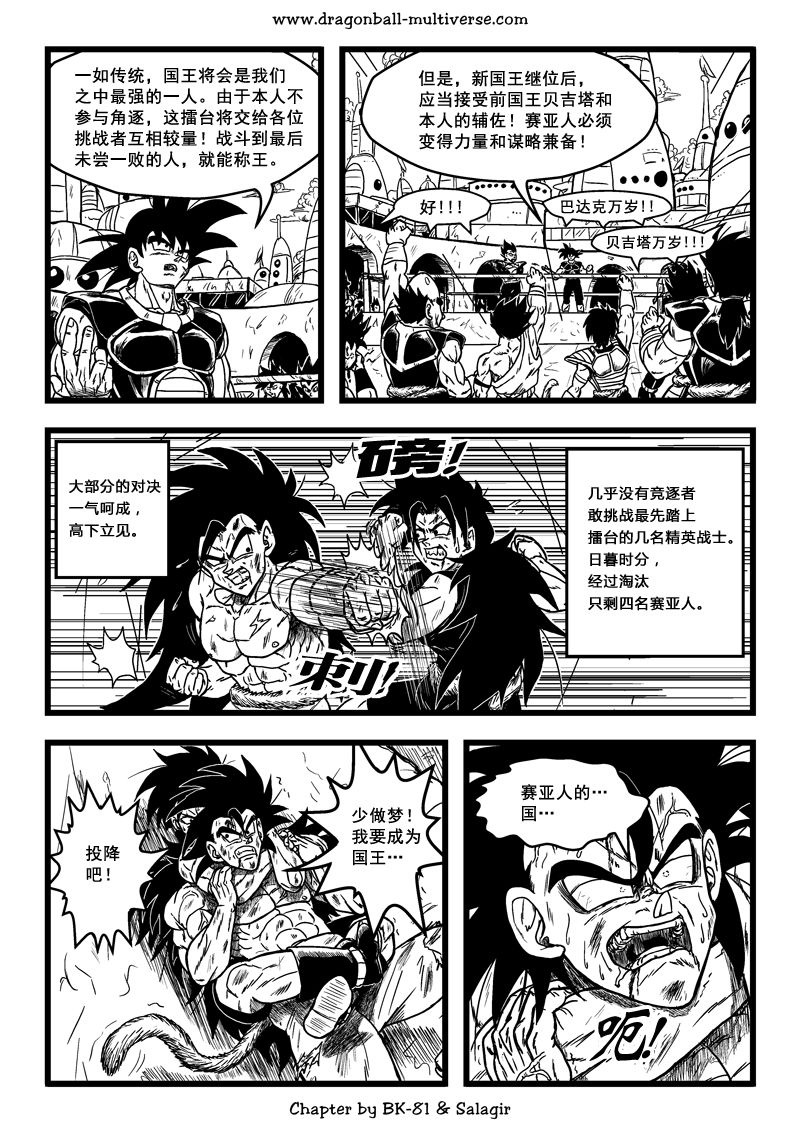 www.dragonball-multiverse.com
一如传统，国王将会是我们
之中最强的一人。由于本人不
参与角逐，这擂台将交给各位
挑战者互相较量！战斗到最后
未尝一败的人，就能称王。
但是，新国王继位后，
应当接受前国王贝吉塔和
本人的辅佐！赛亚人必须
变得力量和谋略兼备！
好!!!
巴达克万岁!!
贝吉塔万岁!!!
大部分的对决
一气呵成，
高下立见。
砳旁!
刺!
几乎没有竞逐者
敢挑战最先踏上
擂台的几名精英战士。
日暮时分，
经过淘汰
只剩四名赛亚人。
投降
吧！
少做梦！
我要成为
国王…
赛亚人的…
国…
呃!
Chapter by BK-81 & Salagir